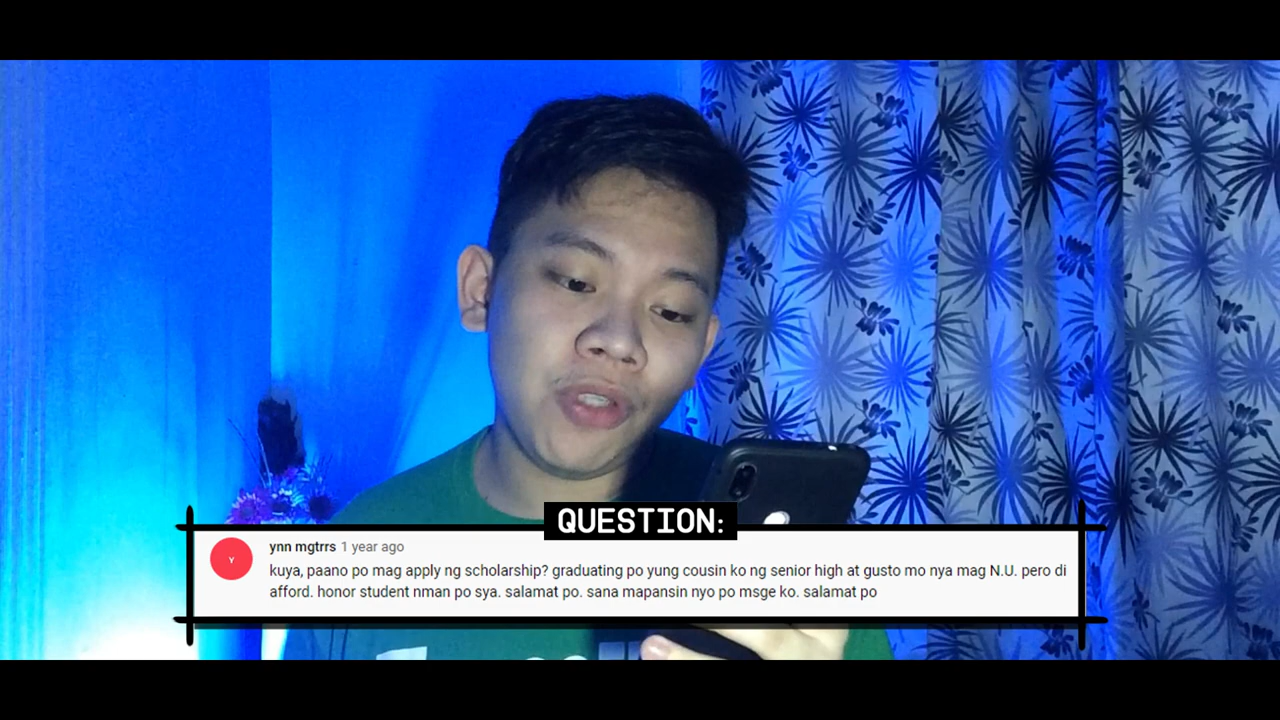 QUESTION:
Y
ynn mgtrrs 1 year ago
kuya, paano po mag apply ng scholarship? graduating po yung cousin ko ng senior high at gusto mo nya mag N.U. pero di
afford. honor student nman po sya. salamat po. sana mapansin nyo po msge ko. salamat po